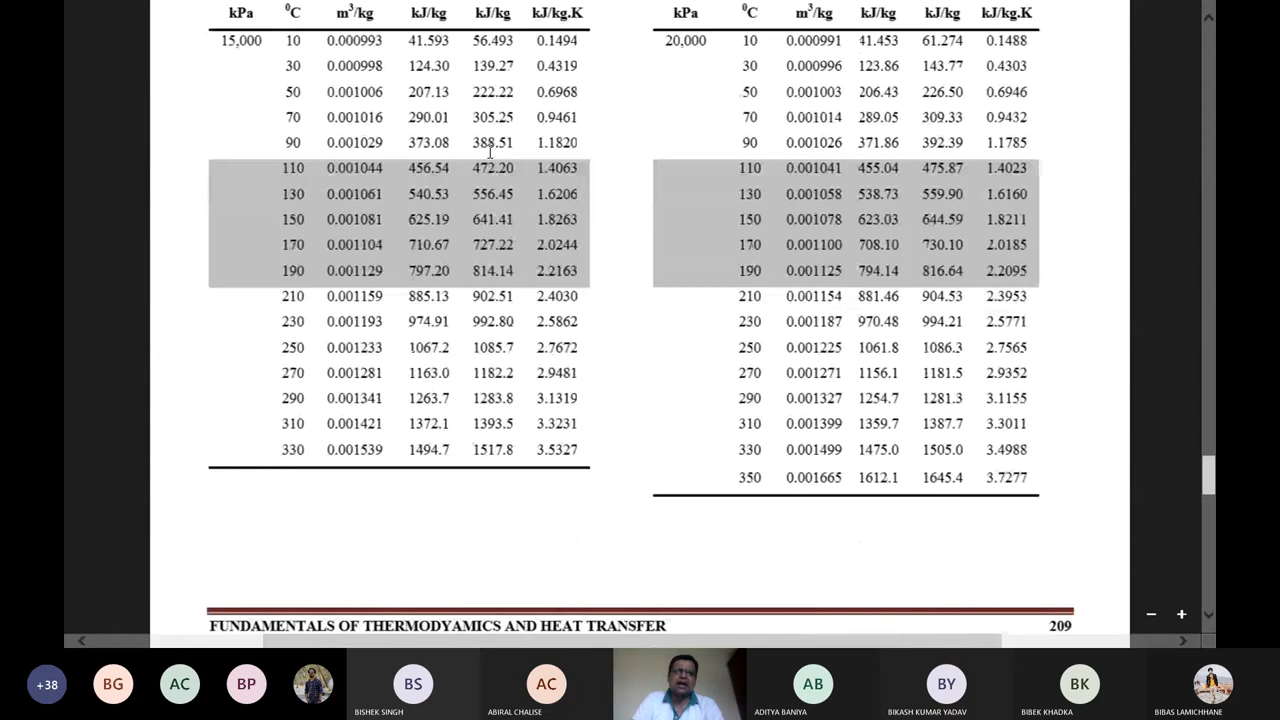 kPa ⁰C m³/kg kJ/kg kJ/kg kJ/kg.K
15,000 10 0.000993 41.593 56.493 0.1494
30 0.000998 124.30 139.27 0.4319
50 0.001006 207.13 222.22 0.6968
70 0.001016 290.01 305.25 0.9461
90 0.001029 373.08 388.51 1.1820
110 0.001044 456.54 472.20 1.4063
130 0.001061 540.53 556.45 1.6206
150 0.001081 625.19 641.41 1.8263
170 0.001104 710.67 727.22 2.0244
190 0.001129 797.20 814.14 2.2163
210 0.001159 885.13 902.51 2.4030
230 0.001193 974.91 992.80 2.5862
250 0.001233 1067.2 1085.7 2.7672
270 0.001281 1163.0 1182.2 2.9481
290 0.001341 1263.7 1283.8 3.1319
310 0.001421 1372.1 1393.5 3.3231
330 0.001539 1494.7 1517.8 3.5327
kPa ⁰C m³/kg kJ/kg kJ/kg kJ/kg.K
20,000 10 0.000991 41.453 61.274 0.1488
30 0.000996 123.86 143.77 0.4303
50 0.001003 206.43 226.50 0.6946
70 0.001014 289.05 309.33 0.9432
90 0.001026 371.86 392.39 1.1785
110 0.001041 455.04 475.87 1.4023
130 0.001058 538.73 559.90 1.6160
150 0.001078 623.03 644.59 1.8211
170 0.001100 708.10 730.10 2.0185
190 0.001125 794.14 816.64 2.2095
210 0.001154 881.46 904.53 2.3953
230 0.001187 970.48 994.21 2.5771
250 0.001225 1061.8 1086.3 2.7565
270 0.001271 1156.1 1181.5 2.9352
290 0.001327 1254.7 1281.3 3.1155
310 0.001399 1359.7 1387.7 3.3011
330 0.001499 1475.0 1505.0 3.4988
350 0.001665 1612.1 1645.4 3.7277
FUNDAMENTALS OF THERMODYAMICS AND HEAT TRANSFER 209
+38 BG AC BP BS AC AB BY BK
BISHEK SINGH ABIRAL CHALISE ADITYA BANIYA BIKASH KUMAR YADAV BIBEK KHADKA BIBAS LAMICHHANE